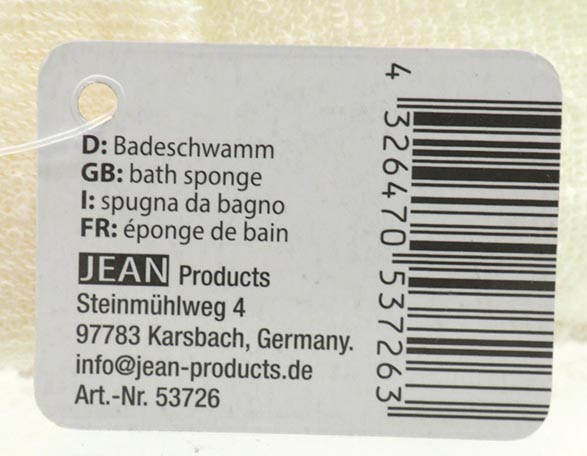 D: Badeschwamm
GB: bath sponge
I: spugna da bagno
FR: éponge de bain
JEAN Products
Steinmühlweg 4
97783 Karsbach, Germany.
info@jean-products.de
Art.-Nr. 53726
4 326470 537263